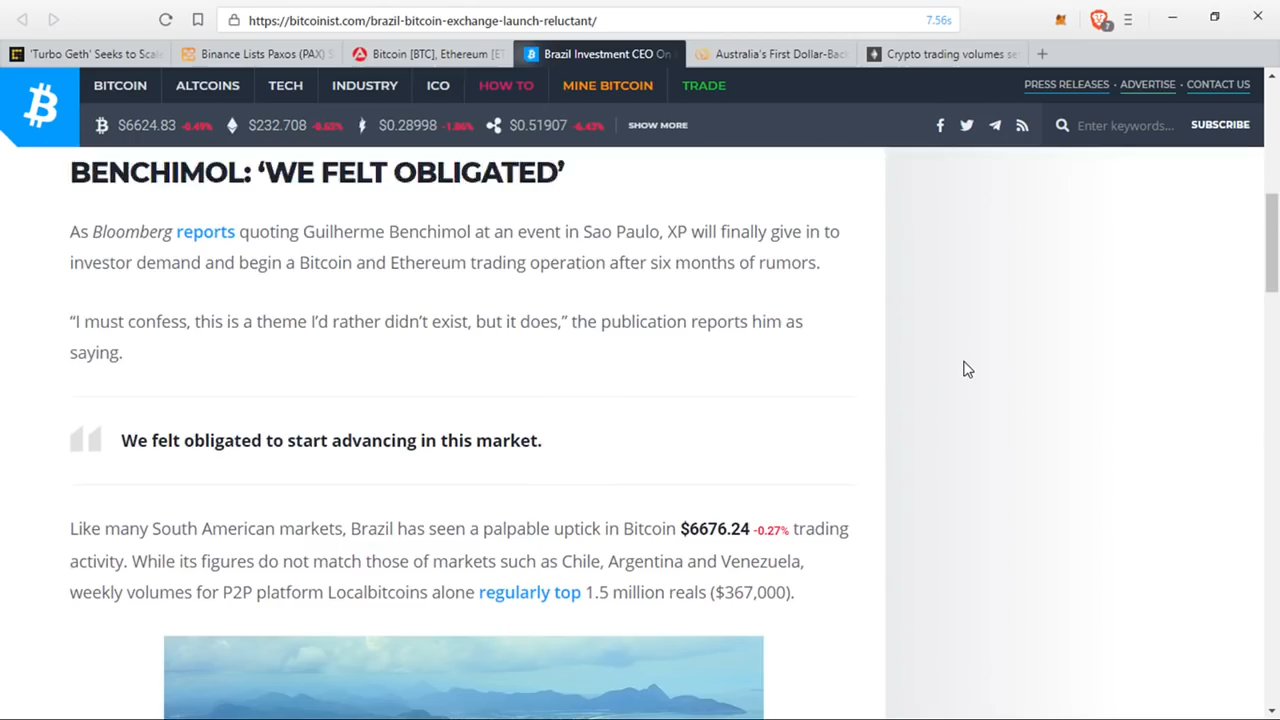 https://bitcoinist.com/brazil-bitcoin-exchange-launch-reluctant/
7.56s
7
'Turbo Geth' Seeks to Scale
Binance Lists Paxos (PAX) S
Bitcoin [BTC], Ethereum [ET
Brazil Investment CEO On
Australia's First Dollar-Back
Crypto trading volumes se
BITCOIN
ALTCOINS
TECH
INDUSTRY
ICO
HOW TO
MINE BITCOIN
TRADE
PRESS RELEASES · ADVERTISE · CONTACT US
$6624.83 -0.49%
$232.708 -0.53%
$0.28998 -1.86%
$0.51907 -6.43%
SHOW MORE
Enter keywords...
SUBSCRIBE
BENCHIMOL: ‘WE FELT OBLIGATED’
As Bloomberg reports quoting Guilherme Benchimol at an event in Sao Paulo, XP will finally give in to
investor demand and begin a Bitcoin and Ethereum trading operation after six months of rumors.
“I must confess, this is a theme I’d rather didn’t exist, but it does,” the publication reports him as
saying.
We felt obligated to start advancing in this market.
Like many South American markets, Brazil has seen a palpable uptick in Bitcoin $6676.24 -0.27% trading
activity. While its figures do not match those of markets such as Chile, Argentina and Venezuela,
weekly volumes for P2P platform Localbitcoins alone regularly top 1.5 million reals ($367,000).